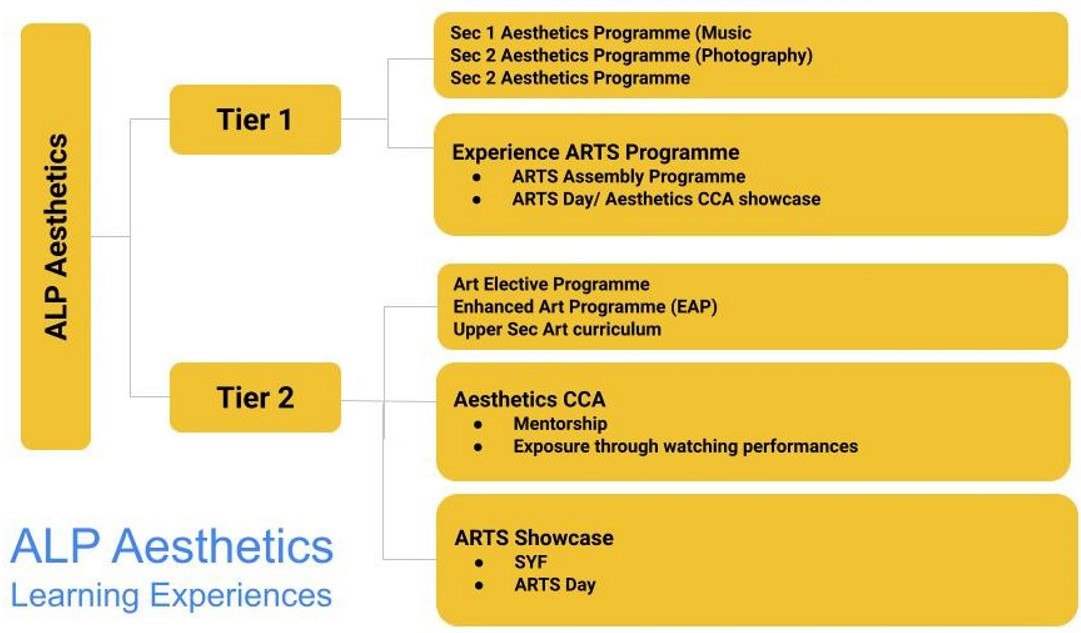 ALP Aesthetics
Tier 1
Sec 1 Aesthetics Programme (Music
Sec 2 Aesthetics Programme (Photography)
Sec 2 Aesthetics Programme
Experience ARTS Programme
● ARTS Assembly Programme
● ARTS Day/ Aesthetics CCA showcase
Tier 2
Art Elective Programme
Enhanced Art Programme (EAP)
Upper Sec Art curriculum
Aesthetics CCA
● Mentorship
● Exposure through watching performances
ARTS Showcase
● SYF
● ARTS Day
ALP Aesthetics
Learning Experiences